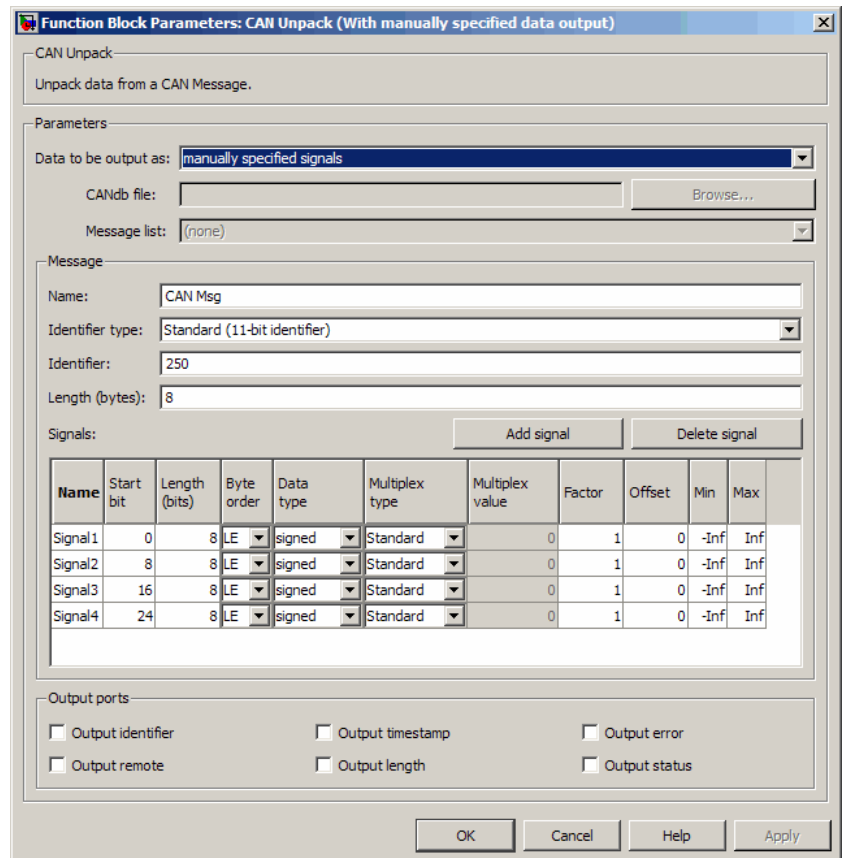 Function Block Parameters: CAN Unpack (With manually specified data output)
CAN Unpack
Unpack data from a CAN Message.
Parameters
Data to be output as: manually specified signals
CANdb file: Browse...
Message list: (none)
Message
Name: CAN Msg
Identifier type: Standard (11-bit identifier)
Identifier: 250
Length (bytes): 8
Signals: Add signal Delete signal
Name Start bit Length (bits) Byte order Data type Multiplex type Multiplex value Factor Offset Min Max
Signal1 0 8 LE signed Standard 0 1 0 -Inf Inf
Signal2 8 8 LE signed Standard 0 1 0 -Inf Inf
Signal3 16 8 LE signed Standard 0 1 0 -Inf Inf
Signal4 24 8 LE signed Standard 0 1 0 -Inf Inf
Output ports
Output identifier Output timestamp Output error
Output remote Output length Output status
OK Cancel Help Apply